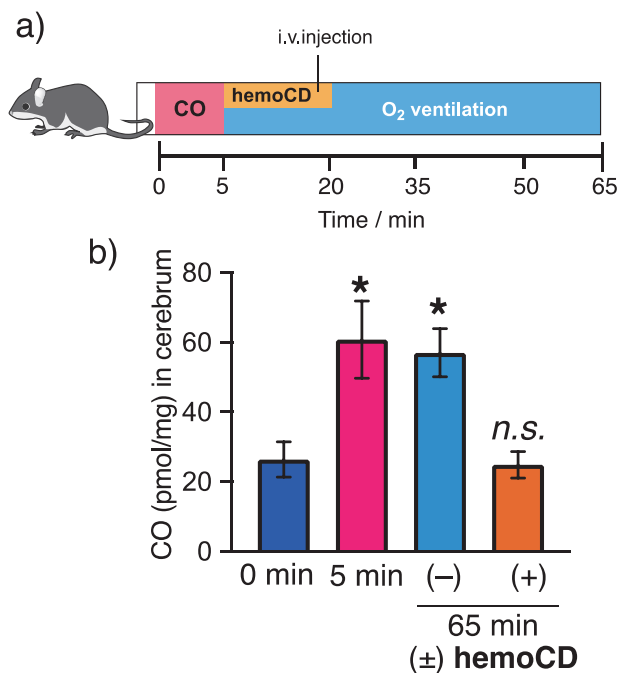 a)
i.v.injection
CO
hemoCD
O₂ ventilation
0 5 20 35 50 65
Time / min
b)
CO (pmol/mg) in cerebrum
80
60
40
20
0
* * n.s.
0 min 5 min (−) (+)
65 min
(±) hemoCD